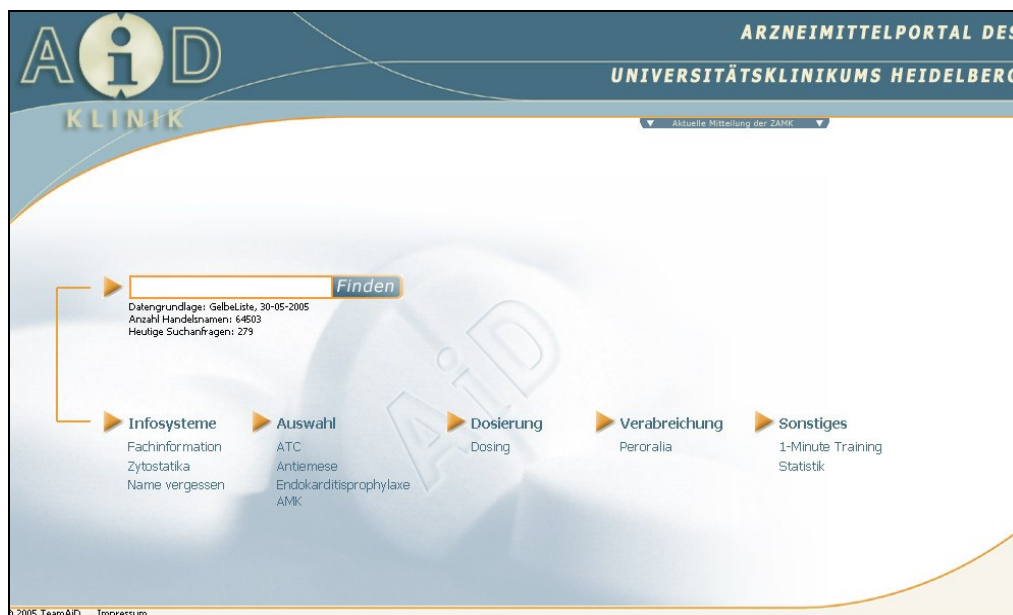 AiD
KLINIK
ARZNEIMITTELPORTAL DES
UNIVERSITÄTSKLINIKUMS HEIDELBERG
Aktuelle Mitteilung der ZAMK
Finden
Datengrundlage: GelbeListe, 30-05-2005
Anzahl Handelsnamen: 64503
Heutige Suchanfragen: 279
AiD
Infosysteme
Fachinformation
Zytostatika
Name vergessen
Auswahl
ATC
Antiemese
Endokarditisprophylaxe
AMK
Dosierung
Dosing
Verabreichung
Peroralia
Sonstiges
1-Minute Training
Statistik
© 2005 TeamAiD Impressum